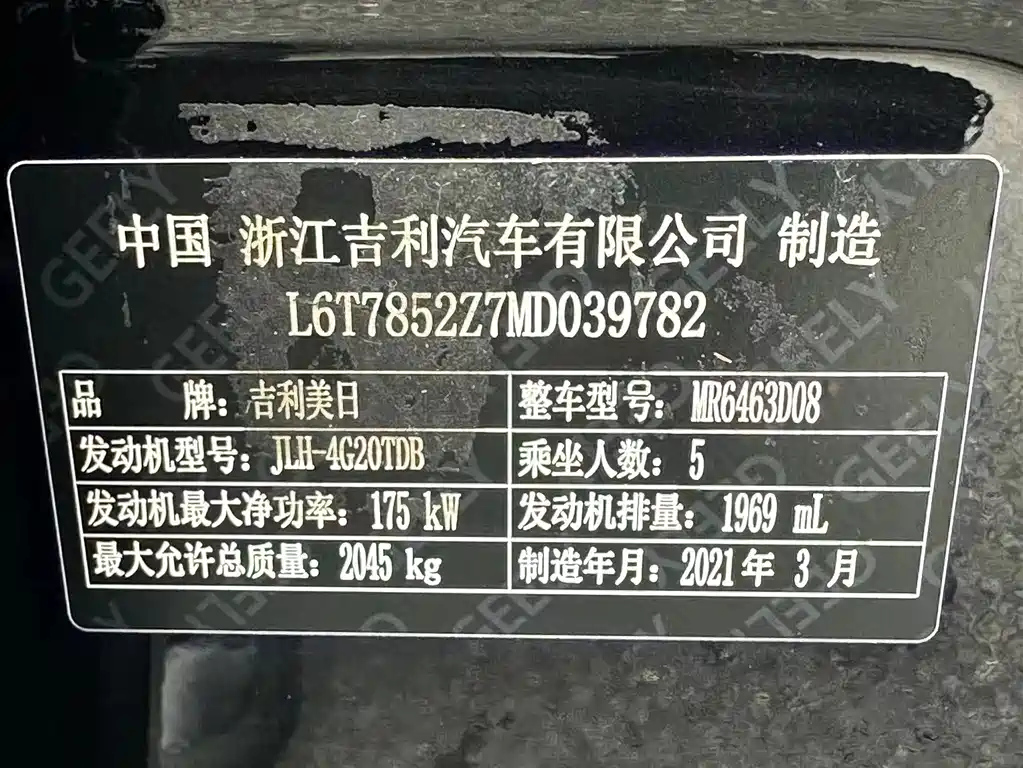 中国 浙江吉利汽车有限公司 制造
L6T7852Z7MD039782
品 牌：吉利美日 整车型号：MR6463D08
发动机型号：JLH-4G20TDB 乘坐人数：5
发动机最大净功率：175 kW 发动机排量：1969 mL
最大允许总质量：2045 kg 制造年月：2021年 3 月